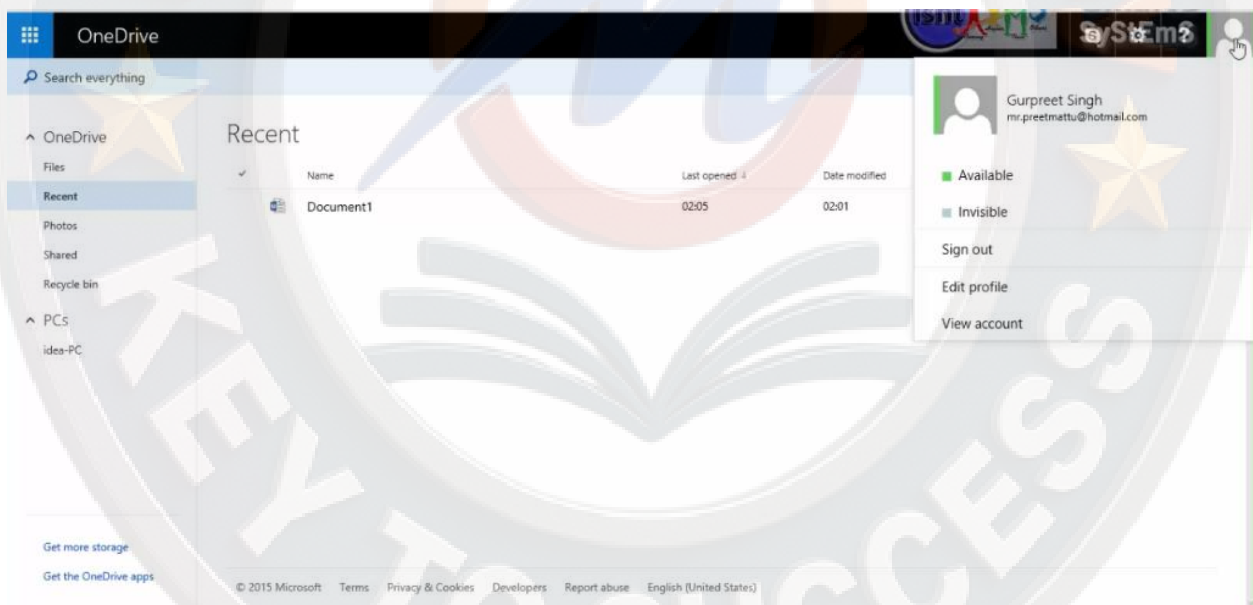 OneDrive
SyStEmS
?
Search everything
Gurpreet Singh
mr.preetmattu@hotmail.com
OneDrive
Recent
Files
Name Last opened ↓ Date modified
Available
Recent
Document1 02:05 02:01
Invisible
Photos
Shared
Sign out
Recycle bin
Edit profile
PCs
View account
idea-PC
KEY TO SUCCESS
Get more storage
Get the OneDrive apps
© 2015 Microsoft Terms Privacy & Cookies Developers Report abuse English (United States)